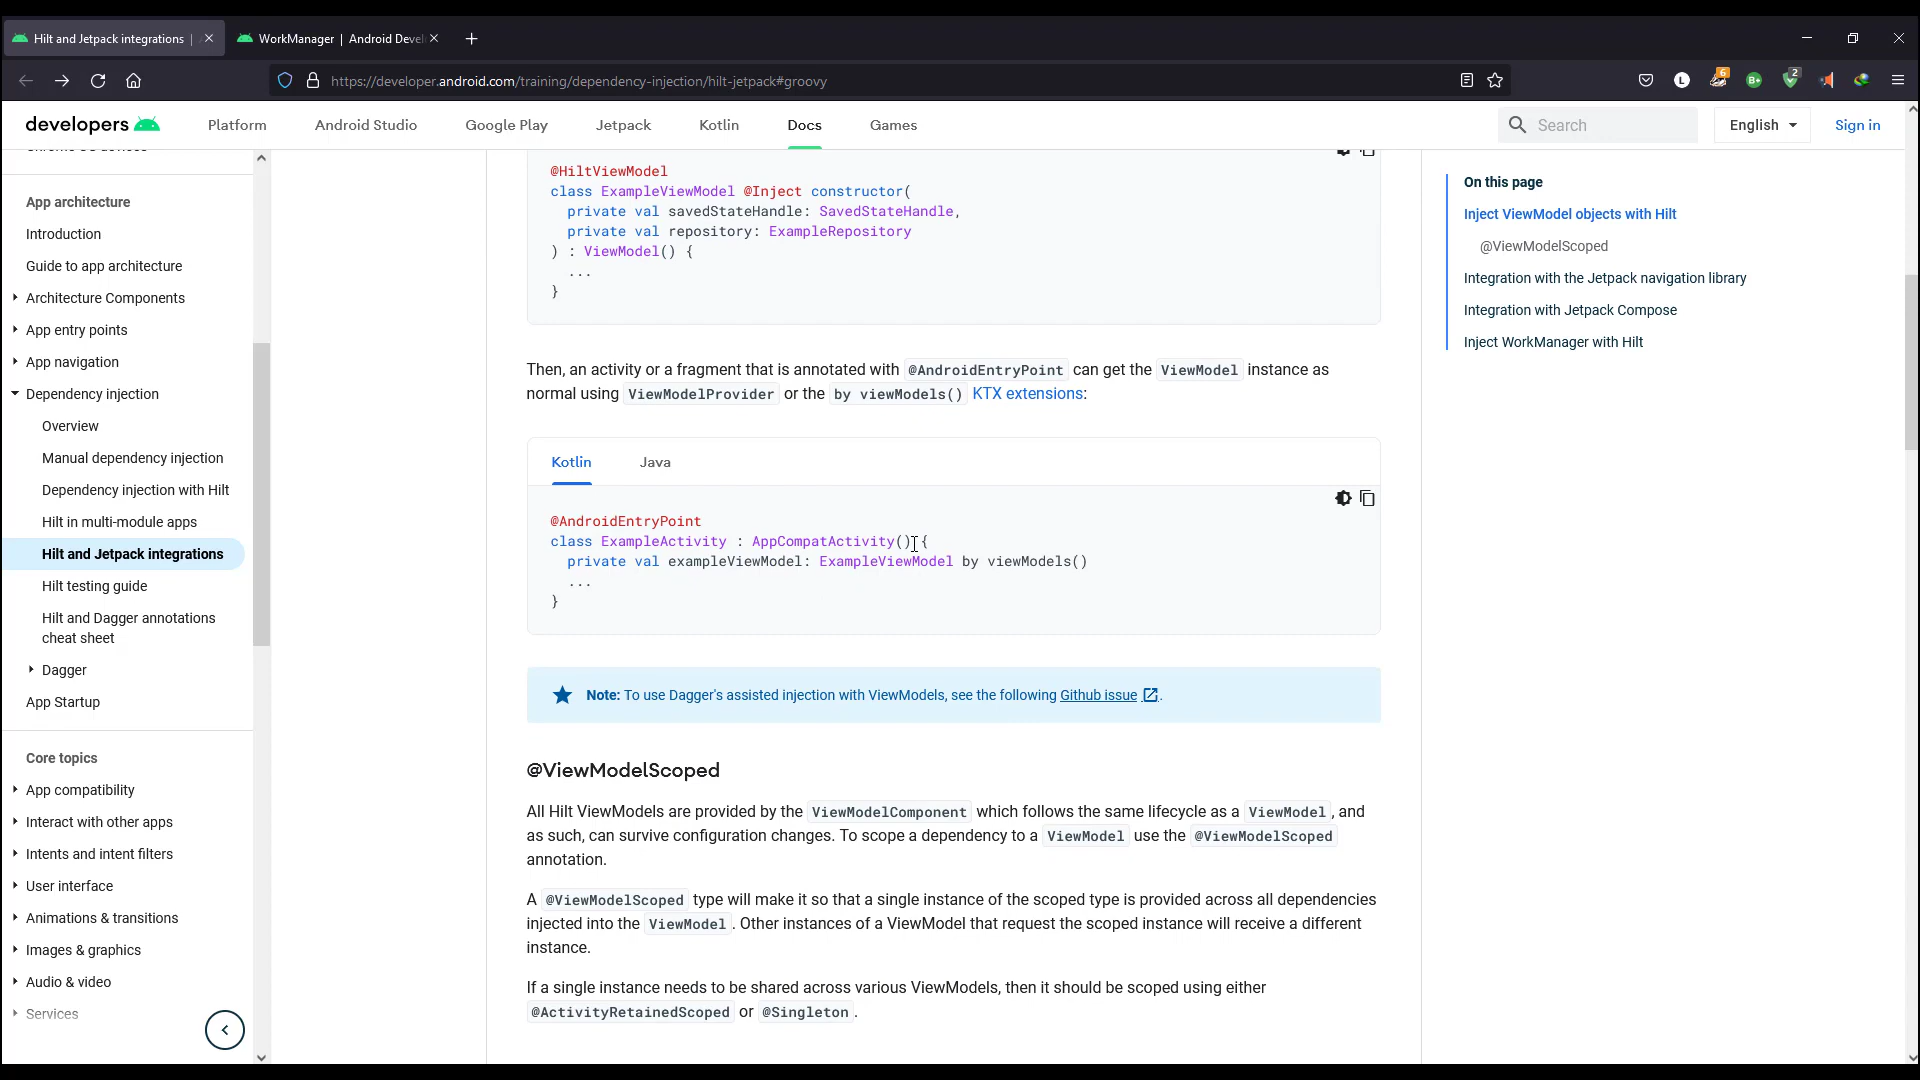 Hilt and Jetpack integrations |
WorkManager | Android Devel
https://developer.android.com/training/dependency-injection/hilt-jetpack#groovy
L
6
B+
2
developers
Platform
Android Studio
Google Play
Jetpack
Kotlin
Docs
Games
Search
English
Sign in
App architecture
Introduction
Guide to app architecture
Architecture Components
App entry points
App navigation
Dependency injection
Overview
Manual dependency injection
Dependency injection with Hilt
Hilt in multi-module apps
Hilt and Jetpack integrations
Hilt testing guide
Hilt and Dagger annotations
cheat sheet
Dagger
App Startup
Core topics
App compatibility
Interact with other apps
Intents and intent filters
User interface
Animations & transitions
Images & graphics
Audio & video
Services
@HiltViewModel
class ExampleViewModel @Inject constructor(
private val savedStateHandle: SavedStateHandle,
private val repository: ExampleRepository
) : ViewModel() {
...
}
Then, an activity or a fragment that is annotated with @AndroidEntryPoint can get the ViewModel instance as
normal using ViewModelProvider or the by viewModels() KTX extensions:
Kotlin
Java
@AndroidEntryPoint
class ExampleActivity : AppCompatActivity() {
private val exampleViewModel: ExampleViewModel by viewModels()
...
}
Note: To use Dagger's assisted injection with ViewModels, see the following Github issue.
@ViewModelScoped
All Hilt ViewModels are provided by the ViewModelComponent which follows the same lifecycle as a ViewModel, and
as such, can survive configuration changes. To scope a dependency to a ViewModel use the @ViewModelScoped
annotation.
A @ViewModelScoped type will make it so that a single instance of the scoped type is provided across all dependencies
injected into the ViewModel. Other instances of a ViewModel that request the scoped instance will receive a different
instance.
If a single instance needs to be shared across various ViewModels, then it should be scoped using either
@ActivityRetainedScoped or @Singleton.
On this page
Inject ViewModel objects with Hilt
@ViewModelScoped
Integration with the Jetpack navigation library
Integration with Jetpack Compose
Inject WorkManager with Hilt